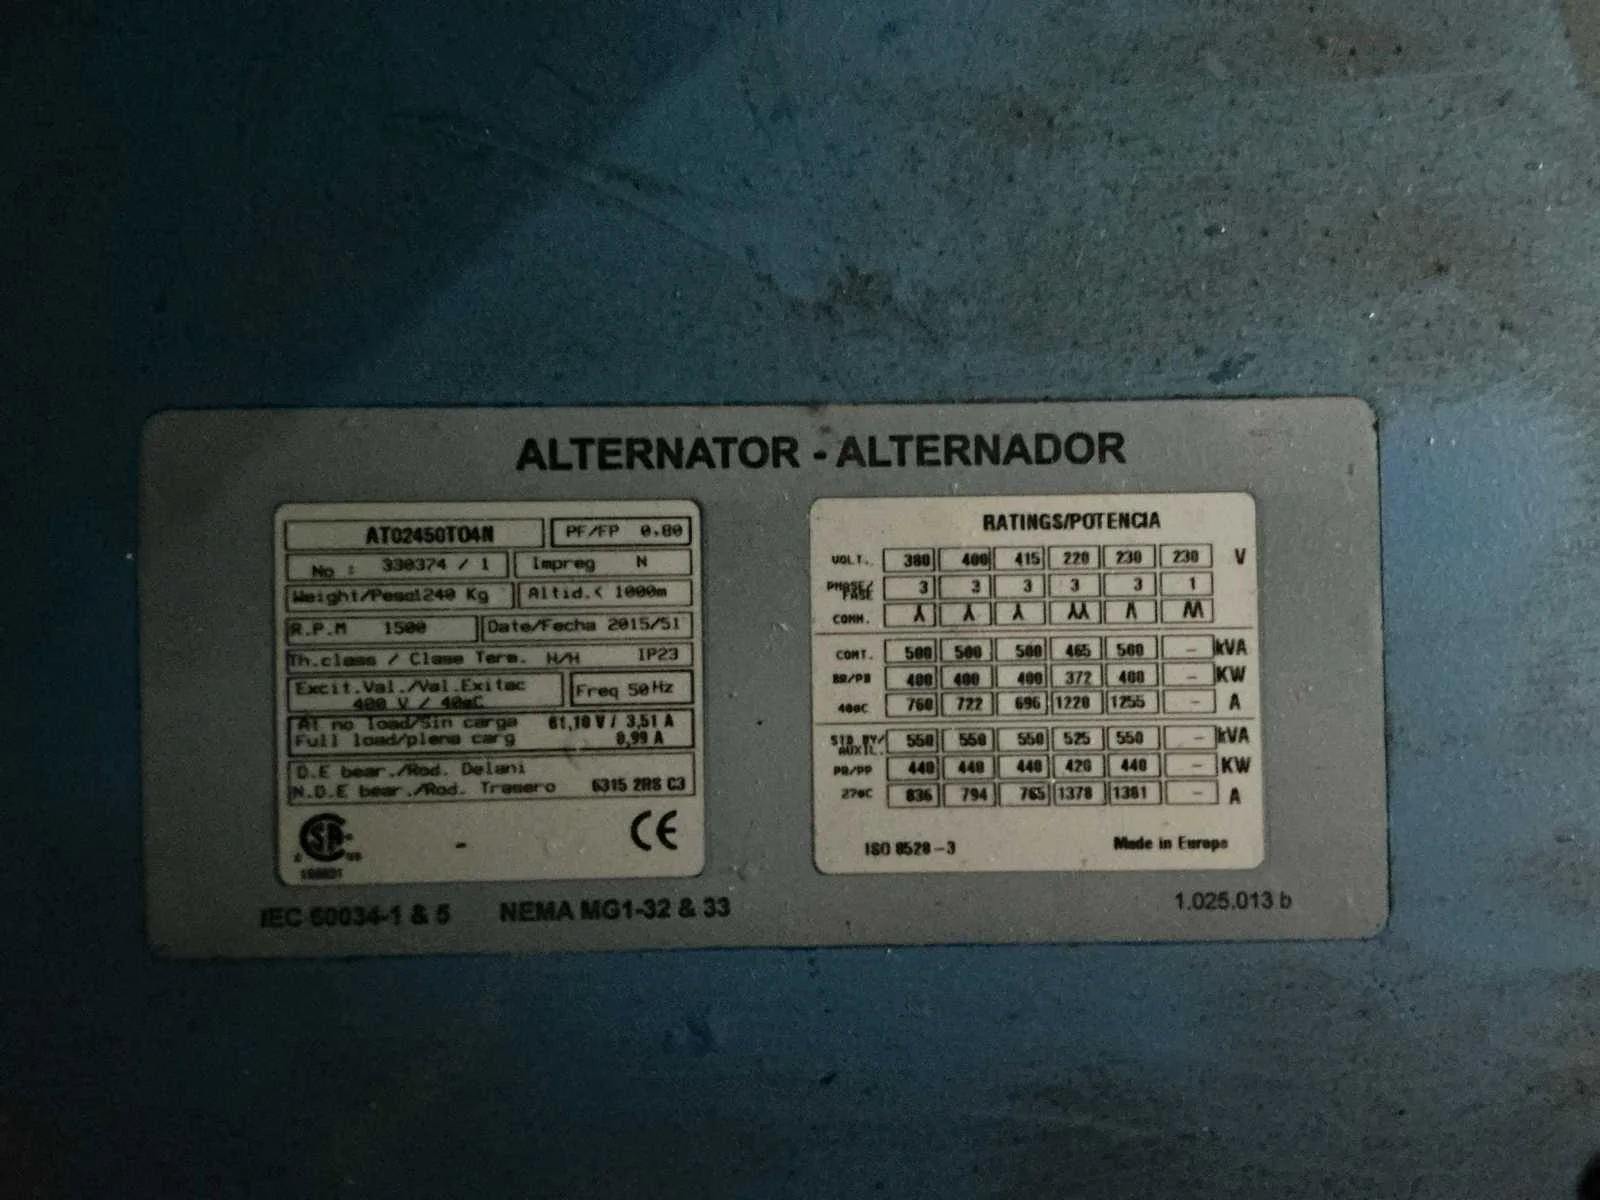 ALTERNATOR - ALTERNADOR
AT02450T04N PF/FP 0.80
No : 330374 / 1 Impreg N
Weight/Peso1240 Kg Altid.< 1000m
R.P.M 1500 Date/Fecha 2015/51
Th.class / Clase Term. H/H IP23
Excit.Val./Val.Exitac Freq 50 Hz
400 V / 40ºC
At no load/Sin carga 61,10 V / 3,51 A
Full load/plena carg 8,99 A
D.E bear./Rod. Delani
N.D.E bear./Rod. Trasero 6315 2RS C3
CE
IEC 60034-1 & 5 NEMA MG1-32 & 33
RATINGS/POTENCIA
VOLT. 380 400 415 220 230 230 V
PHASE/FASE 3 3 3 3 3 1
CONN.
CONT. 500 500 500 465 500 - kVA
BR/PB 400 400 400 372 400 - KW
40ºC 760 722 696 1220 1255 - A
STD BY/AUXIL. 550 550 550 525 550 - kVA
PR/PP 440 440 440 420 440 - KW
27ºC 836 794 765 1378 1381 - A
ISO 8528-3 Made in Europe
1.025.013 b